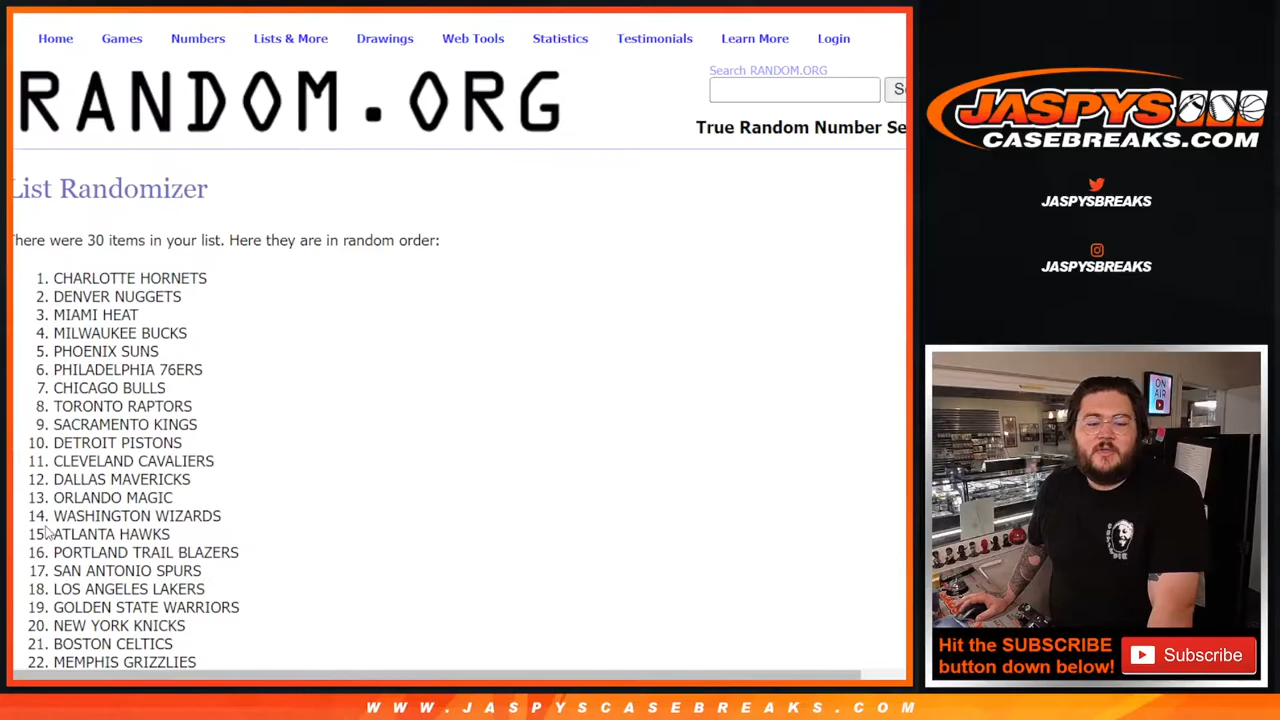 Home Games Numbers Lists & More Drawings Web Tools Statistics Testimonials Learn More Login
RANDOM.ORG
Search RANDOM.ORG
True Random Number Se
List Randomizer
here were 30 items in your list. Here they are in random order:
1. CHARLOTTE HORNETS
2. DENVER NUGGETS
3. MIAMI HEAT
4. MILWAUKEE BUCKS
5. PHOENIX SUNS
6. PHILADELPHIA 76ERS
7. CHICAGO BULLS
8. TORONTO RAPTORS
9. SACRAMENTO KINGS
10. DETROIT PISTONS
11. CLEVELAND CAVALIERS
12. DALLAS MAVERICKS
13. ORLANDO MAGIC
14. WASHINGTON WIZARDS
15. ATLANTA HAWKS
16. PORTLAND TRAIL BLAZERS
17. SAN ANTONIO SPURS
18. LOS ANGELES LAKERS
19. GOLDEN STATE WARRIORS
20. NEW YORK KNICKS
21. BOSTON CELTICS
22. MEMPHIS GRIZZLIES
JASPYS
CASEBREAKS.COM
JASPYSBREAKS
JASPYSBREAKS
ON
AIR
Hit the SUBSCRIBE
button down below!
Subscribe
WWW.JASPYSCASEBREAKS.COM